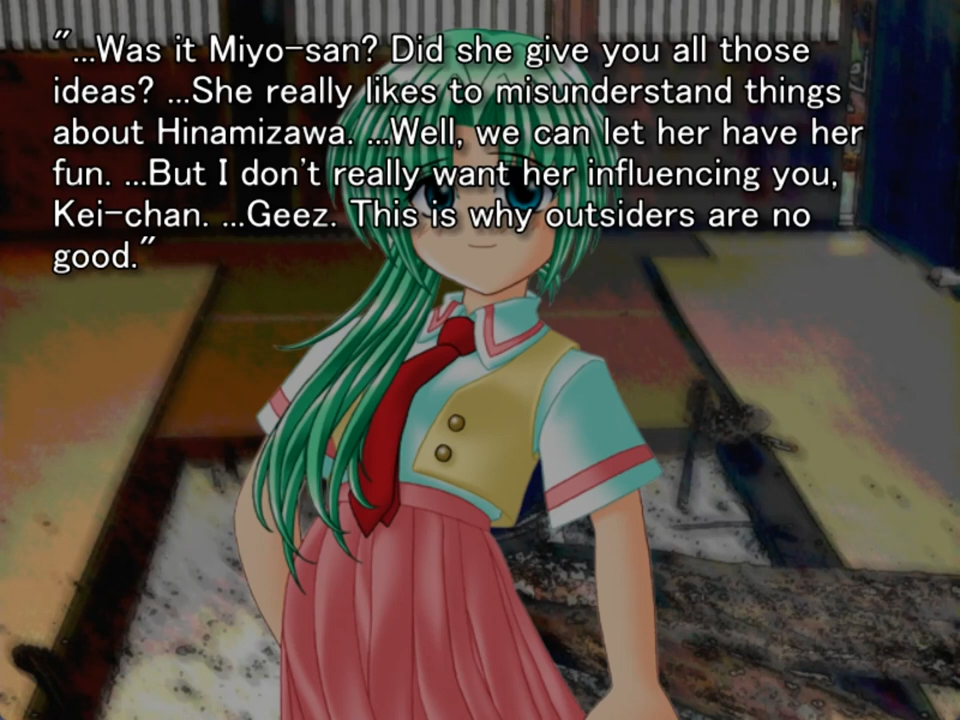 "...Was it Miyo-san? Did she give you all those
ideas? ...She really likes to misunderstand things
about Hinamizawa. ...Well, we can let her have her
fun. ...But I don't really want her influencing you,
Kei-chan. ...Geez. This is why outsiders are no
good."